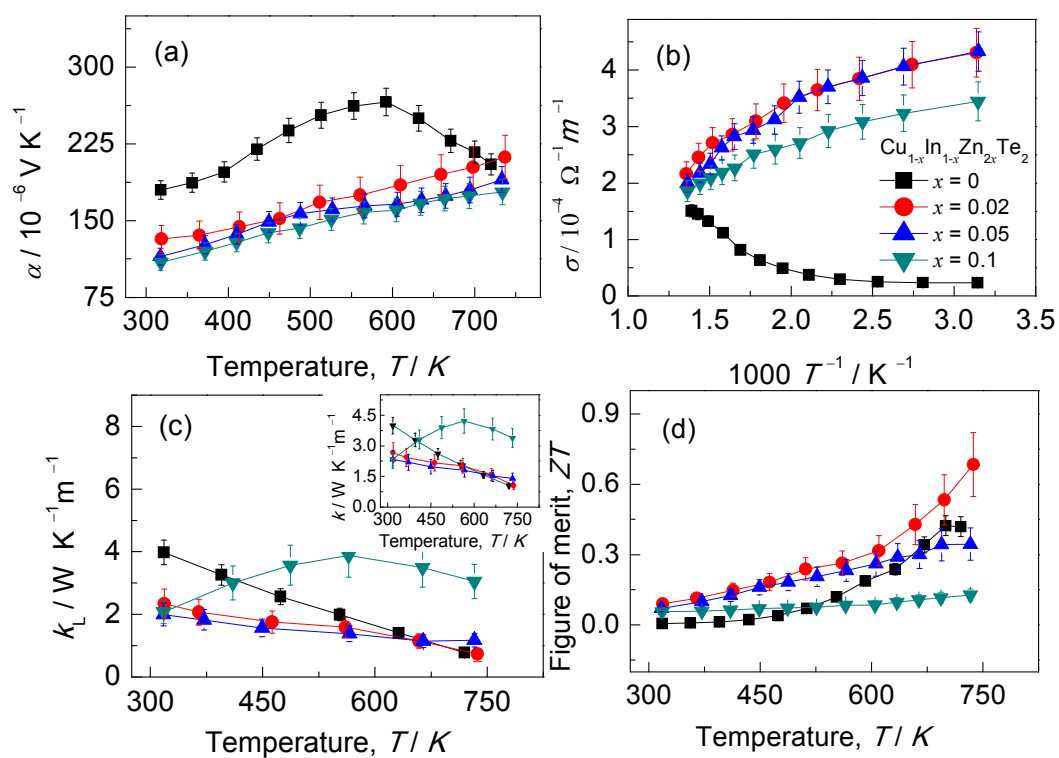 (a)
300
225
150
75
α / 10⁻⁶ V K⁻¹
300 400 500 600 700
Temperature, T / K
(b)
4
3
2
1
0
σ / 10⁻⁴ Ω⁻¹m⁻¹
Cu₁₋ₓIn₁₋ₓZn₂ₓTe₂
x = 0
x = 0.02
x = 0.05
x = 0.1
1.0 1.5 2.0 2.5 3.0 3.5
1000 T⁻¹ / K⁻¹
(c)
8
6
4
2
0
k_L / W K⁻¹m⁻¹
300 450 600 750
Temperature, T / K
4.5
3.0
1.5
0.0
k / W K⁻¹m⁻¹
300 450 600 750
Temperature, T / K
(d)
0.9
0.6
0.3
0.0
Figure of merit, ZT
300 450 600 750
Temperature, T / K